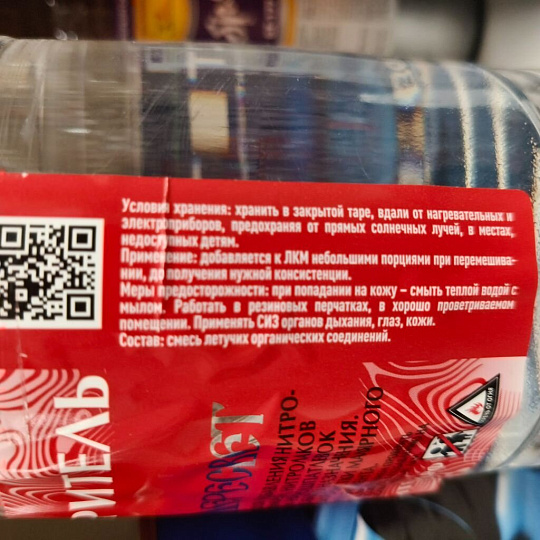 Условия хранения: хранить в закрытой таре, вдали от нагревательных и
электроприборов, предохраняя от прямых солнечных лучей, в местах,
недоступных детям.
Применение: добавляется к ЛКМ небольшими порциями при перемешива-
нии, до получения нужной консистенции.
Меры предосторожности: при попадании на кожу – смыть теплой водой с
мылом. Работать в резиновых перчатках, в хорошо проветриваемом
помещении. Применять СИЗ органов дыхания, глаз, кожи.
Состав: смесь летучих органических соединений.
РИТЕЛЬ